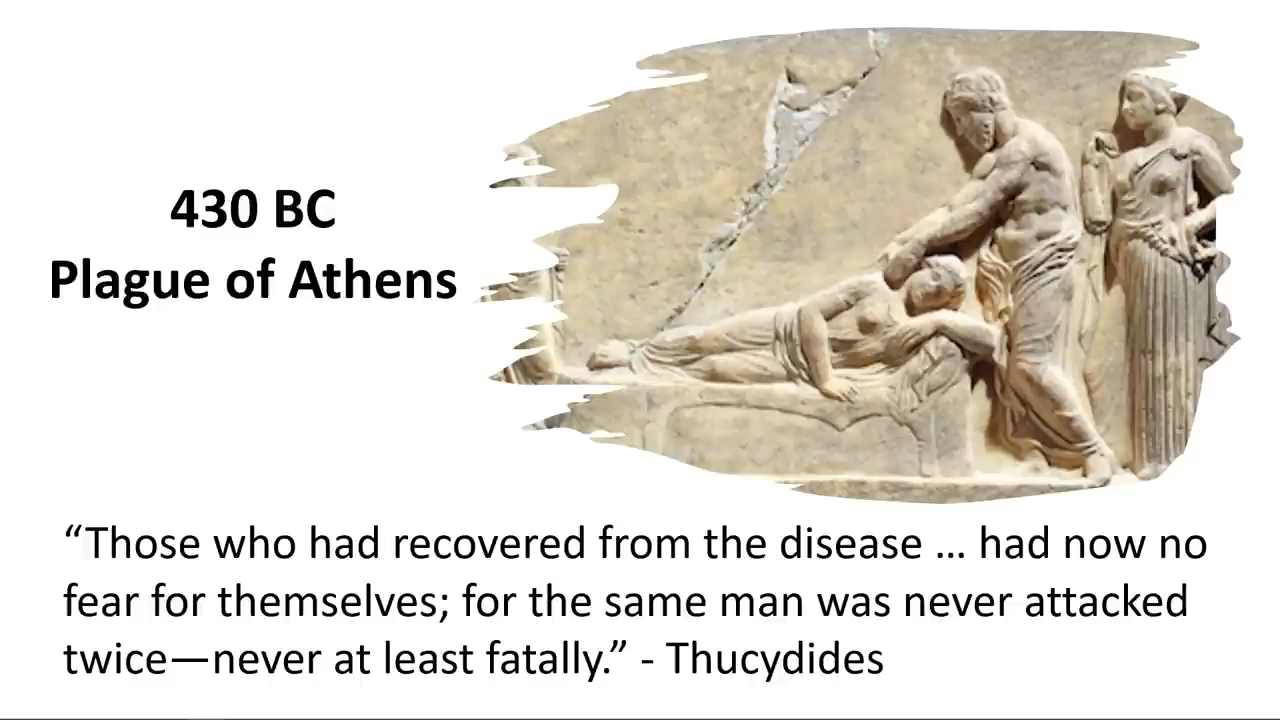 430 BC
Plague of Athens
“Those who had recovered from the disease … had now no
fear for themselves; for the same man was never attacked
twice—never at least fatally.” - Thucydides